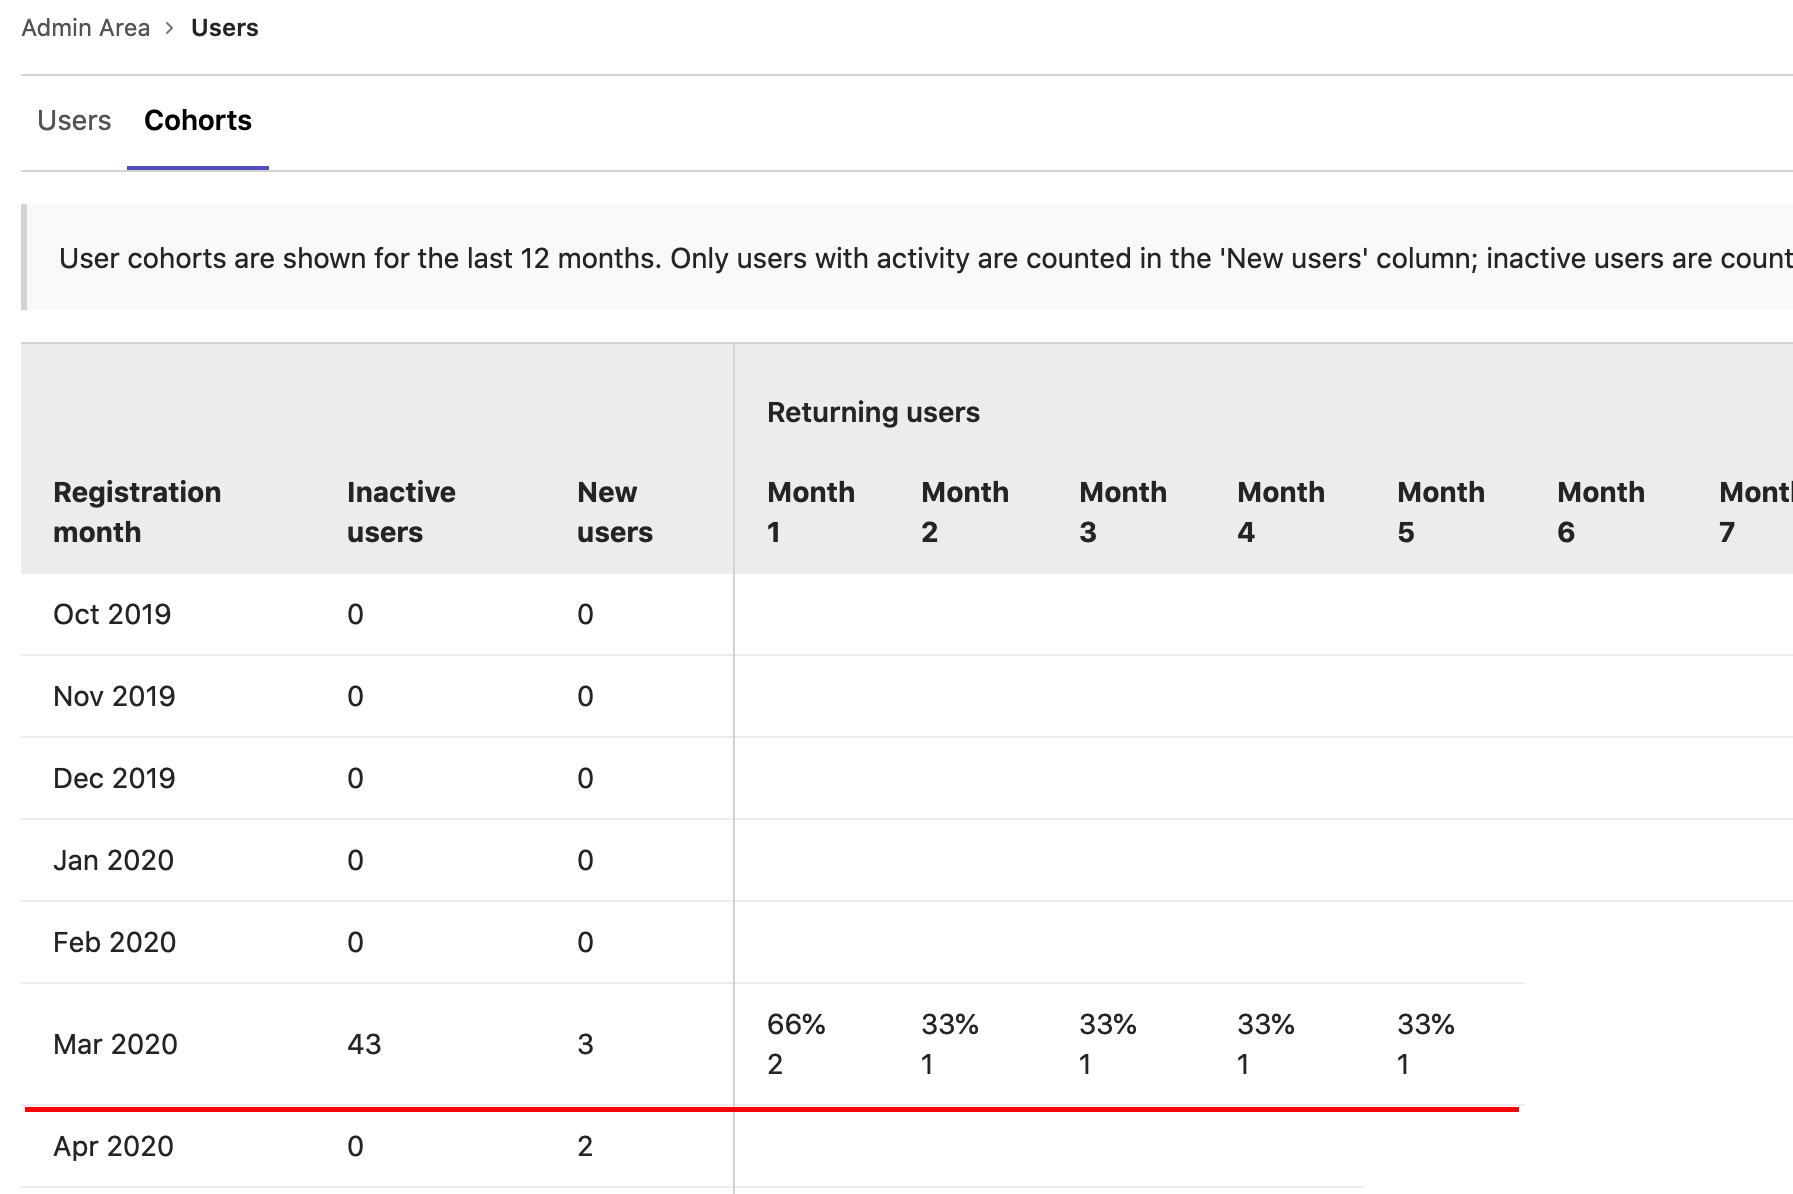 Admin Area › Users
Users Cohorts
User cohorts are shown for the last 12 months. Only users with activity are counted in the 'New users' column; inactive users are count
Returning users
Registration month Inactive users New users Month 1 Month 2 Month 3 Month 4 Month 5 Month 6 Month 7
Oct 2019 0 0
Nov 2019 0 0
Dec 2019 0 0
Jan 2020 0 0
Feb 2020 0 0
Mar 2020 43 3 66% 2 33% 1 33% 1 33% 1 33% 1
Apr 2020 0 2